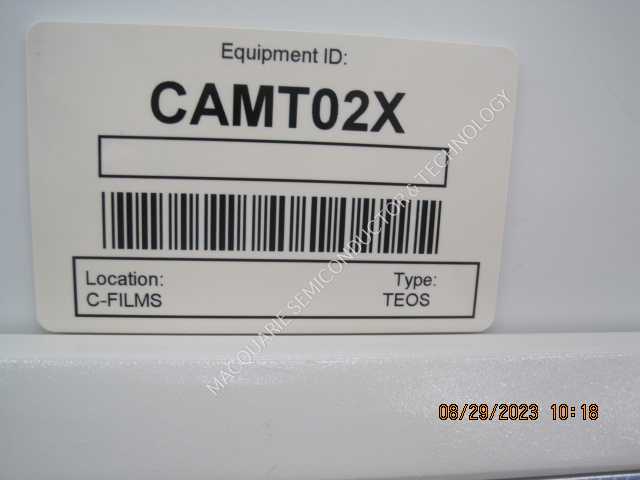 Equipment ID:
CAMT02X
Location:
C-FILMS
Type:
TEOS
MACQUARIE SEMICONDUCTOR & TECHNOLOGY
08/29/2023 10:18